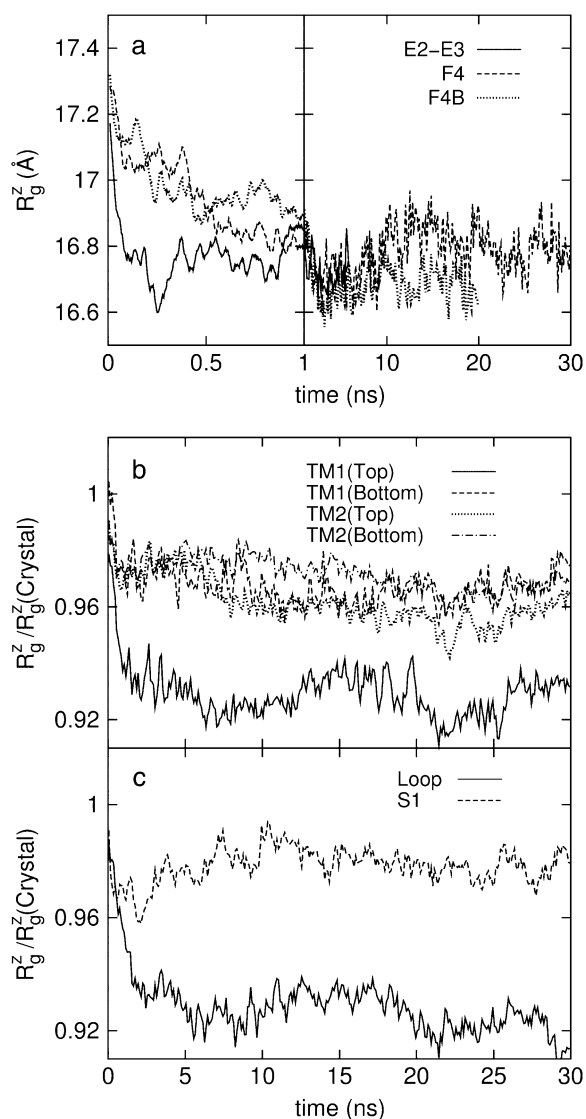 a
E2−E3
F4
F4B
17.4
17.2
17
16.8
16.6
R_g^z (Å)
0 0.5 1 10 20 30
time (ns)
b
TM1(Top)
TM1(Bottom)
TM2(Top)
TM2(Bottom)
1
0.96
0.92
R_g^z /R_g^z(Crystal)
c
Loop
S1
1
0.96
0.92
R_g^z /R_g^z(Crystal)
0 5 10 15 20 25 30
time (ns)